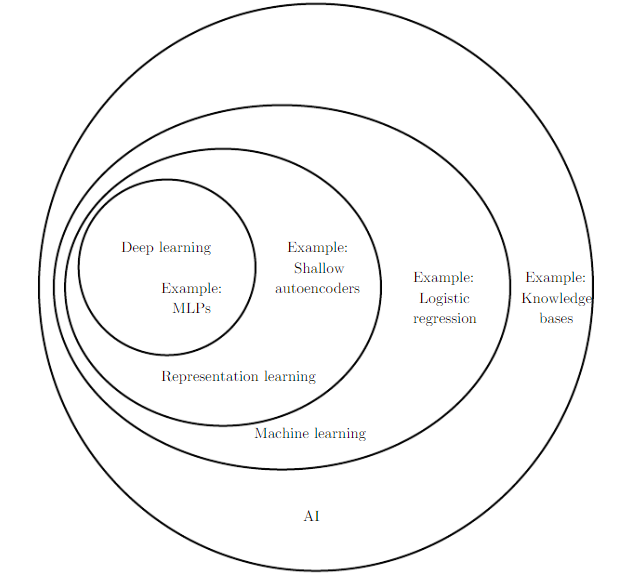 Deep learning
Example:
MLPs
Example:
Shallow
autoencoders
Example:
Logistic
regression
Example:
Knowledge
bases
Representation learning
Machine learning
AI